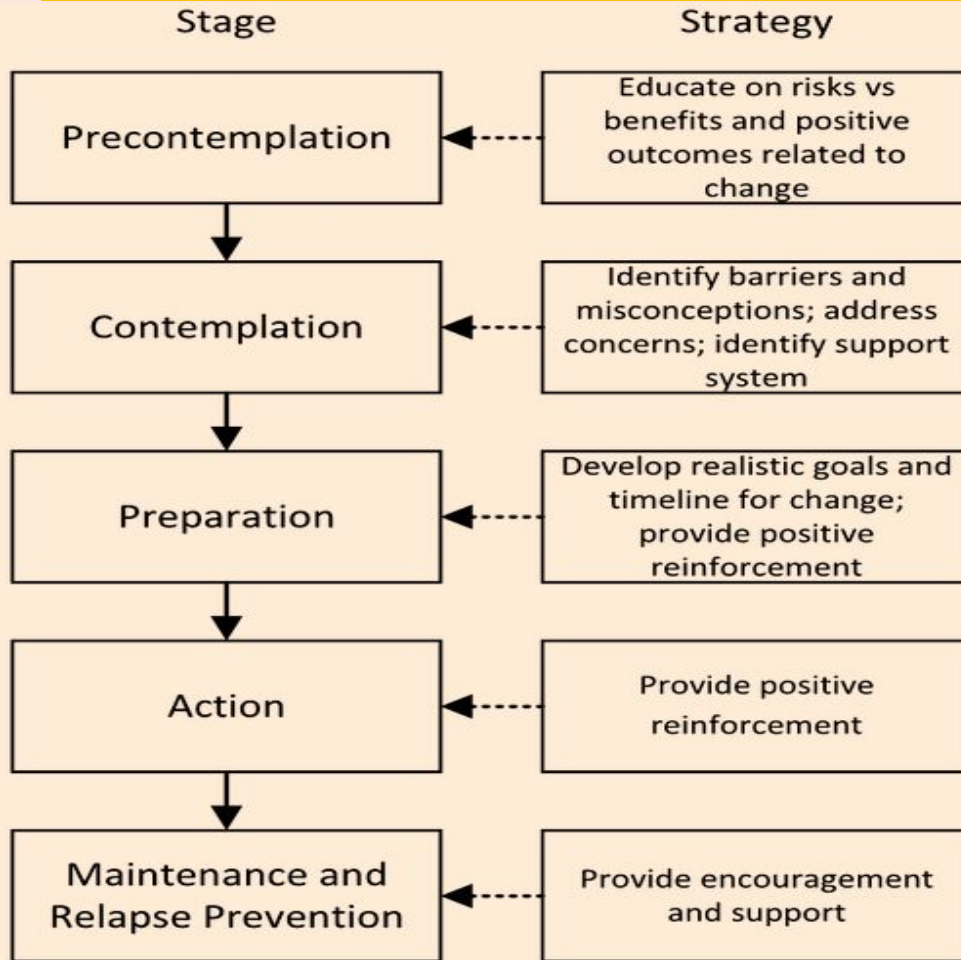 Stage
Strategy
Precontemplation
Educate on risks vs
benefits and positive
outcomes related to
change
Contemplation
Identify barriers and
misconceptions; address
concerns; identify support
system
Preparation
Develop realistic goals and
timeline for change;
provide positive
reinforcement
Action
Provide positive
reinforcement
Maintenance and
Relapse Prevention
Provide encouragement
and support